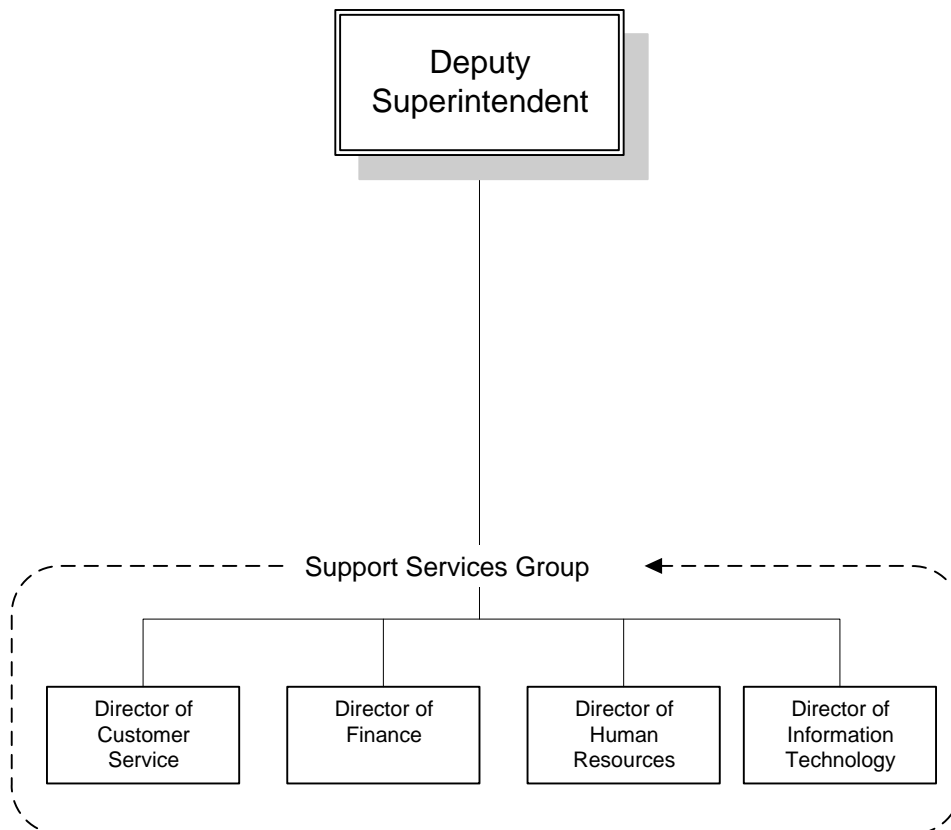 Deputy
Superintendent
Support Services Group
Director of
Customer
Service
Director of
Finance
Director of
Human
Resources
Director of
Information
Technology